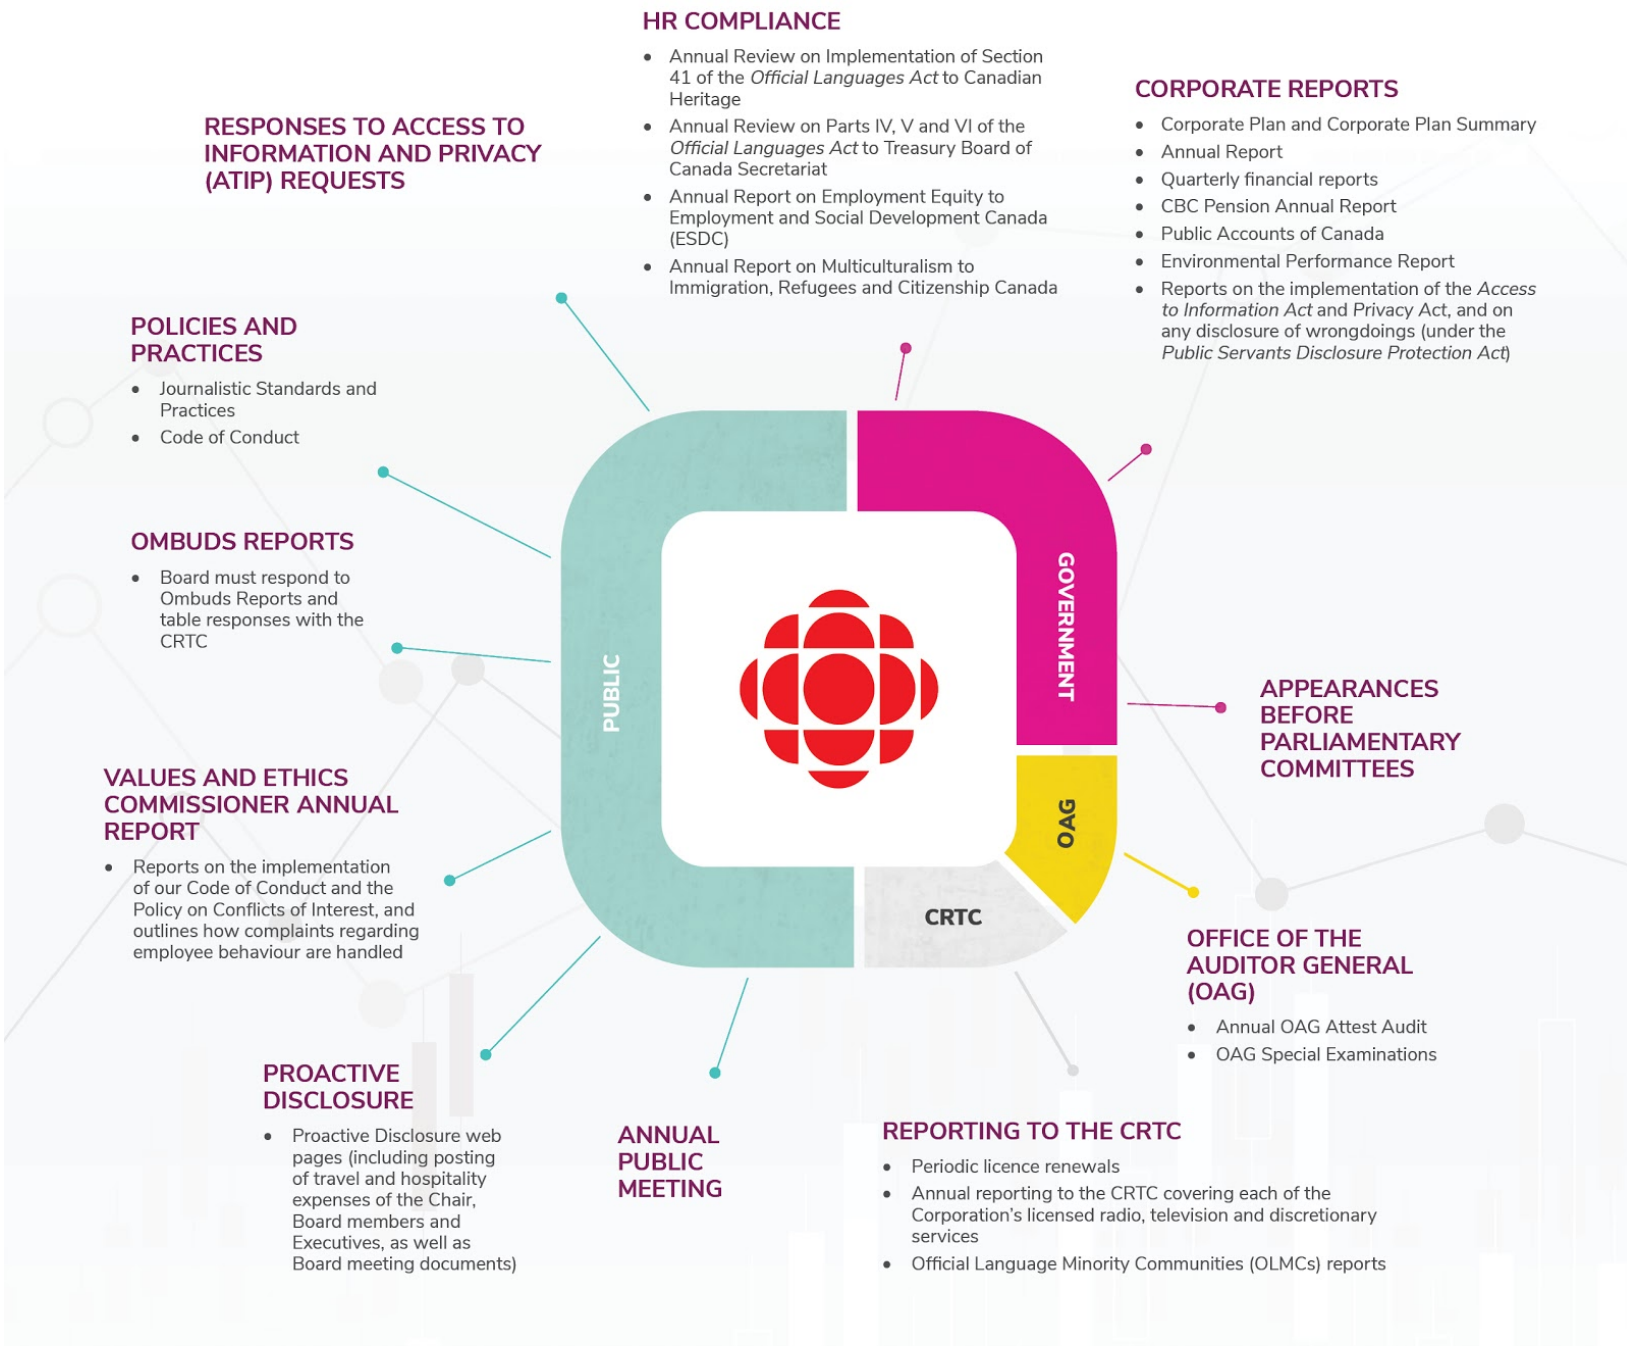 HR COMPLIANCE
• Annual Review on Implementation of Section
41 of the Official Languages Act to Canadian
Heritage
• Annual Review on Parts IV, V and VI of the
Official Languages Act to Treasury Board of
Canada Secretariat
• Annual Report on Employment Equity to
Employment and Social Development Canada
(ESDC)
• Annual Report on Multiculturalism to
Immigration, Refugees and Citizenship Canada
CORPORATE REPORTS
• Corporate Plan and Corporate Plan Summary
• Annual Report
• Quarterly financial reports
• CBC Pension Annual Report
• Public Accounts of Canada
• Environmental Performance Report
• Reports on the implementation of the Access
to Information Act and Privacy Act, and on
any disclosure of wrongdoings (under the
Public Servants Disclosure Protection Act)
RESPONSES TO ACCESS TO
INFORMATION AND PRIVACY
(ATIP) REQUESTS
POLICIES AND
PRACTICES
• Journalistic Standards and
Practices
• Code of Conduct
OMBUDS REPORTS
• Board must respond to
Ombuds Reports and
table responses with the
CRTC
VALUES AND ETHICS
COMMISSIONER ANNUAL
REPORT
• Reports on the implementation
of our Code of Conduct and the
Policy on Conflicts of Interest, and
outlines how complaints regarding
employee behaviour are handled
PUBLIC
GOVERNMENT
OAG
CRTC
APPEARANCES
BEFORE
PARLIAMENTARY
COMMITTEES
OFFICE OF THE
AUDITOR GENERAL
(OAG)
• Annual OAG Attest Audit
• OAG Special Examinations
PROACTIVE
DISCLOSURE
• Proactive Disclosure web
pages (including posting
of travel and hospitality
expenses of the Chair,
Board members and
Executives, as well as
Board meeting documents)
ANNUAL
PUBLIC
MEETING
REPORTING TO THE CRTC
• Periodic licence renewals
• Annual reporting to the CRTC covering each of the
Corporation's licensed radio, television and discretionary
services
• Official Language Minority Communities (OLMCs) reports